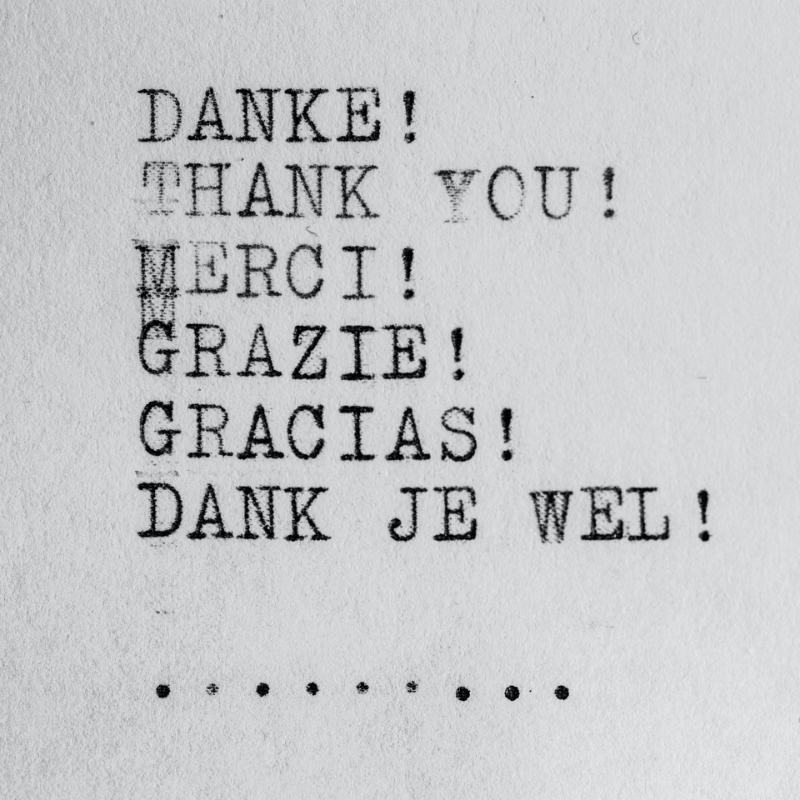 DANKE!
THANK YOU!
MERCI!
GRAZIE!
GRACIAS!
DANK JE WEL!
.........